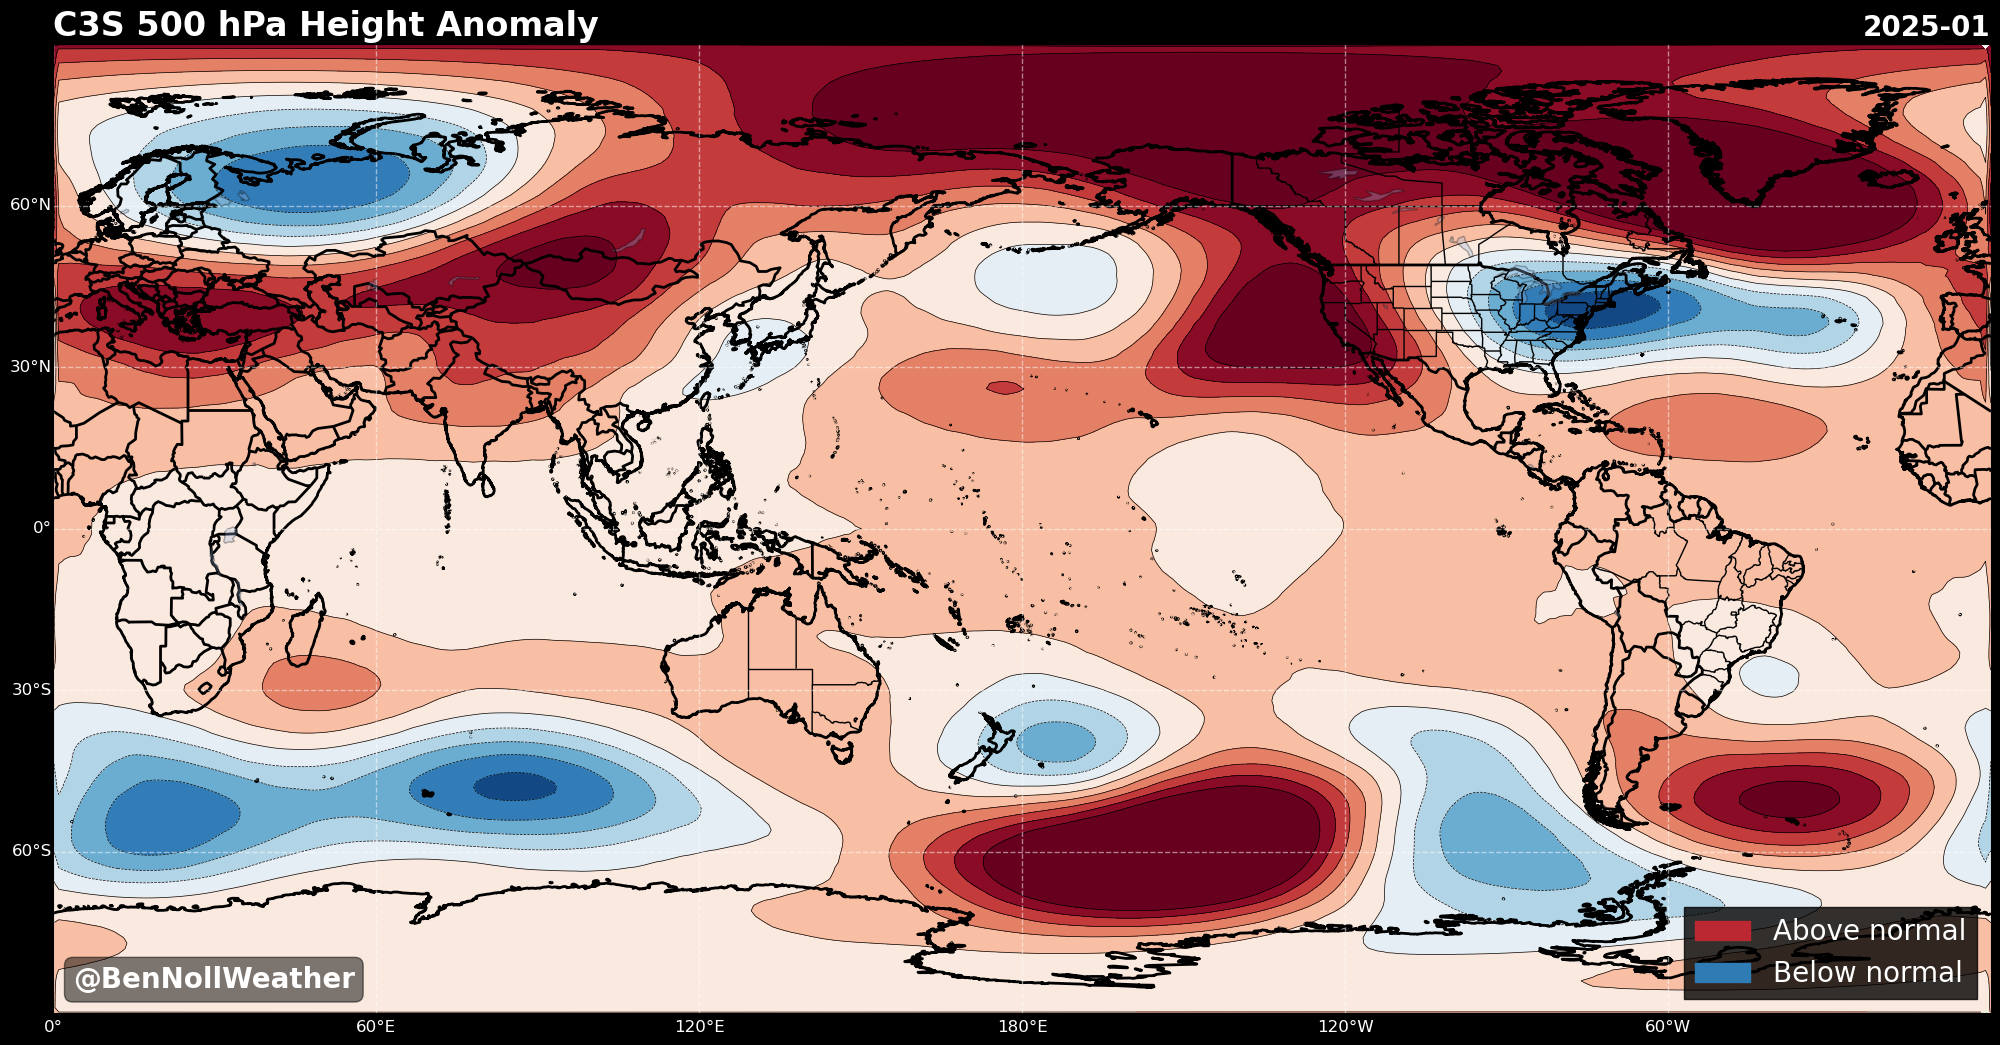 C3S 500 hPa Height Anomaly
2025-01
60°N
30°N
0°
30°S
60°S
@BenNollWeather
Above normal
Below normal
0°
60°E
120°E
180°E
120°W
60°W